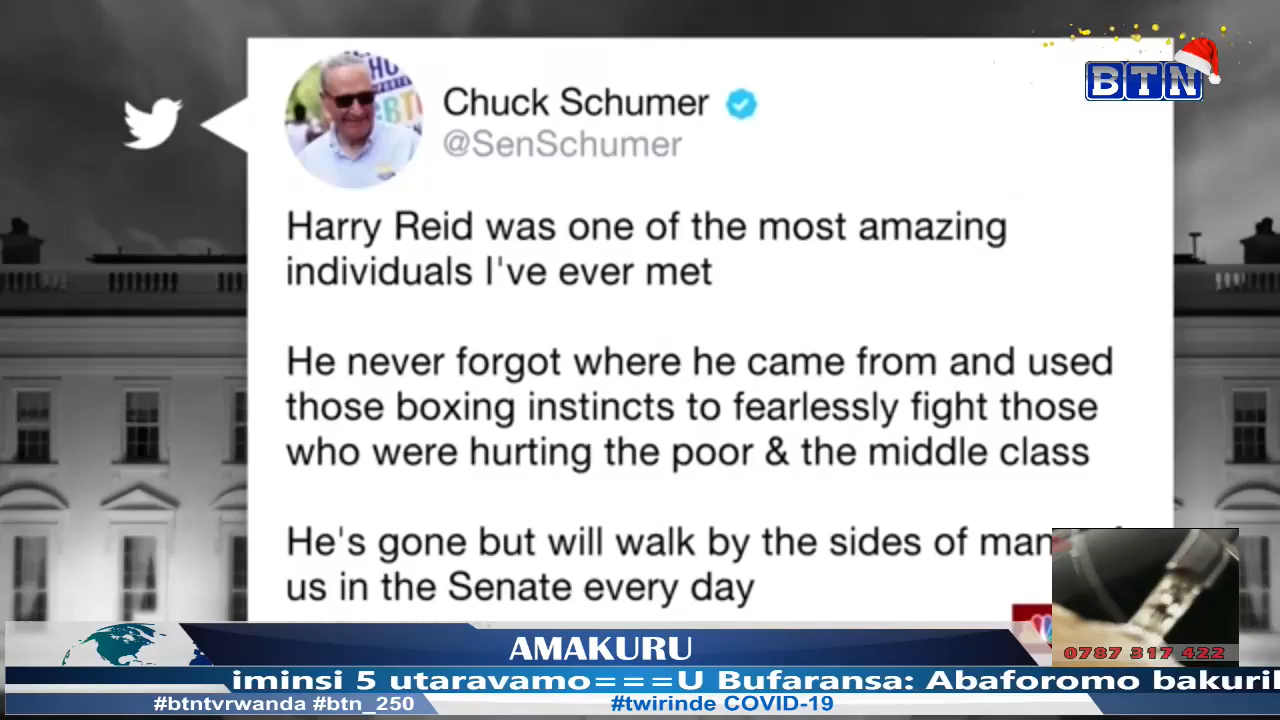 BTN
Chuck Schumer
@SenSchumer
Harry Reid was one of the most amazing
individuals I've ever met
He never forgot where he came from and used
those boxing instincts to fearlessly fight those
who were hurting the poor & the middle class
He's gone but will walk by the sides of
us in the Senate every day
0787 317 422
AMAKURU
iminsi 5 utaravamo===U Bufaransa: Abaforomo
#btntvrwanda #btn_250
#twirinde COVID-19